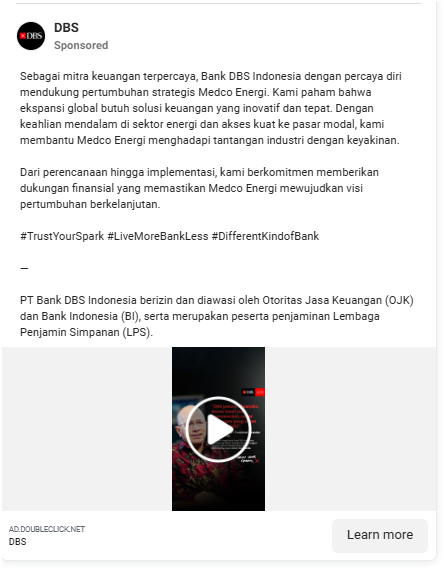 DBS
Sponsored
Sebagai mitra keuangan terpercaya, Bank DBS Indonesia dengan percaya diri
mendukung pertumbuhan strategis Medco Energi. Kami paham bahwa
ekspansi global butuh solusi keuangan yang inovatif dan tepat. Dengan
keahlian mendalam di sektor energi dan akses kuat ke pasar modal, kami
membantu Medco Energi menghadapi tantangan industri dengan keyakinan.
Dari perencanaan hingga implementasi, kami berkomitmen memberikan
dukungan finansial yang memastikan Medco Energi mewujudkan visi
pertumbuhan berkelanjutan.
#TrustYourSpark #LiveMoreBankLess #DifferentKindofBank
—
PT Bank DBS Indonesia berizin dan diawasi oleh Otoritas Jasa Keuangan (OJK)
dan Bank Indonesia (BI), serta merupakan peserta penjaminan Lembaga
Penjamin Simpanan (LPS).
AD.DOUBLECLICK.NET
DBS
Learn more